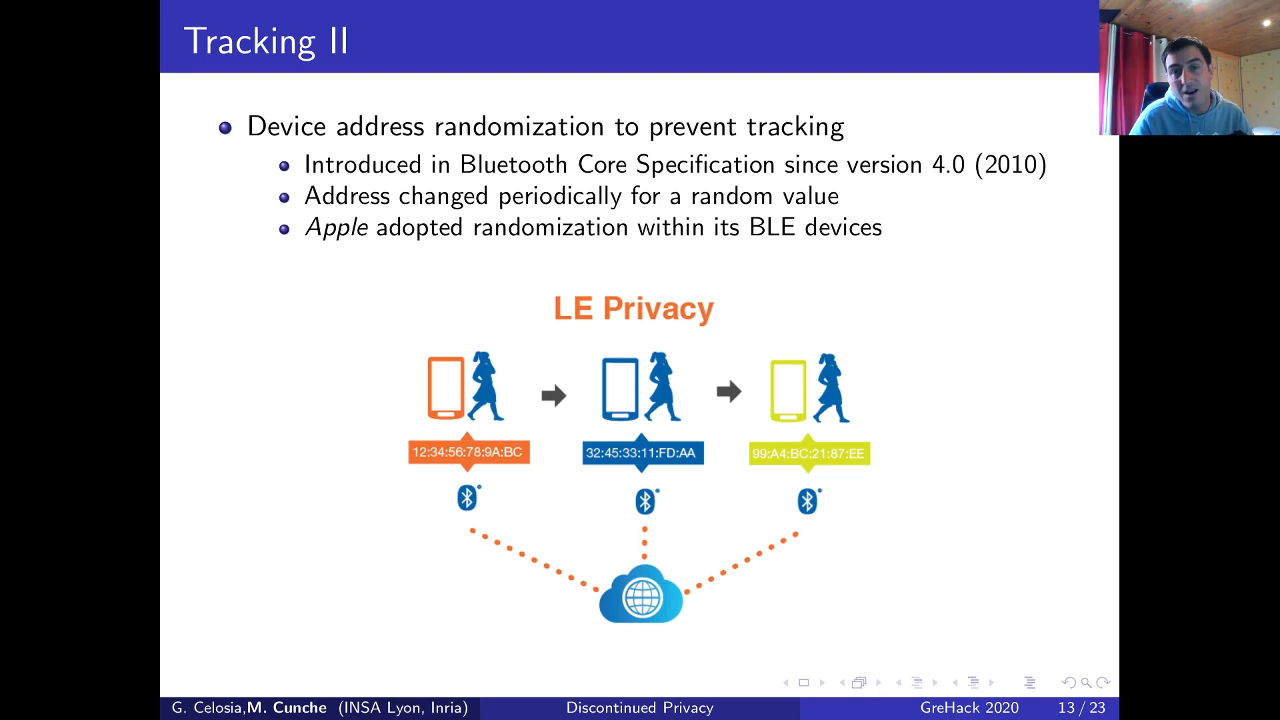 Tracking II
Device address randomization to prevent tracking
Introduced in Bluetooth Core Specification since version 4.0 (2010)
Address changed periodically for a random value
Apple adopted randomization within its BLE devices
LE Privacy
12:34:56:78:9A:BC
32:45:33:11:FD:AA
99:A4:BC:21:87:EE
G. Celosia,M. Cunche (INSA Lyon, Inria)
Discontinued Privacy
GreHack 2020
13 / 23